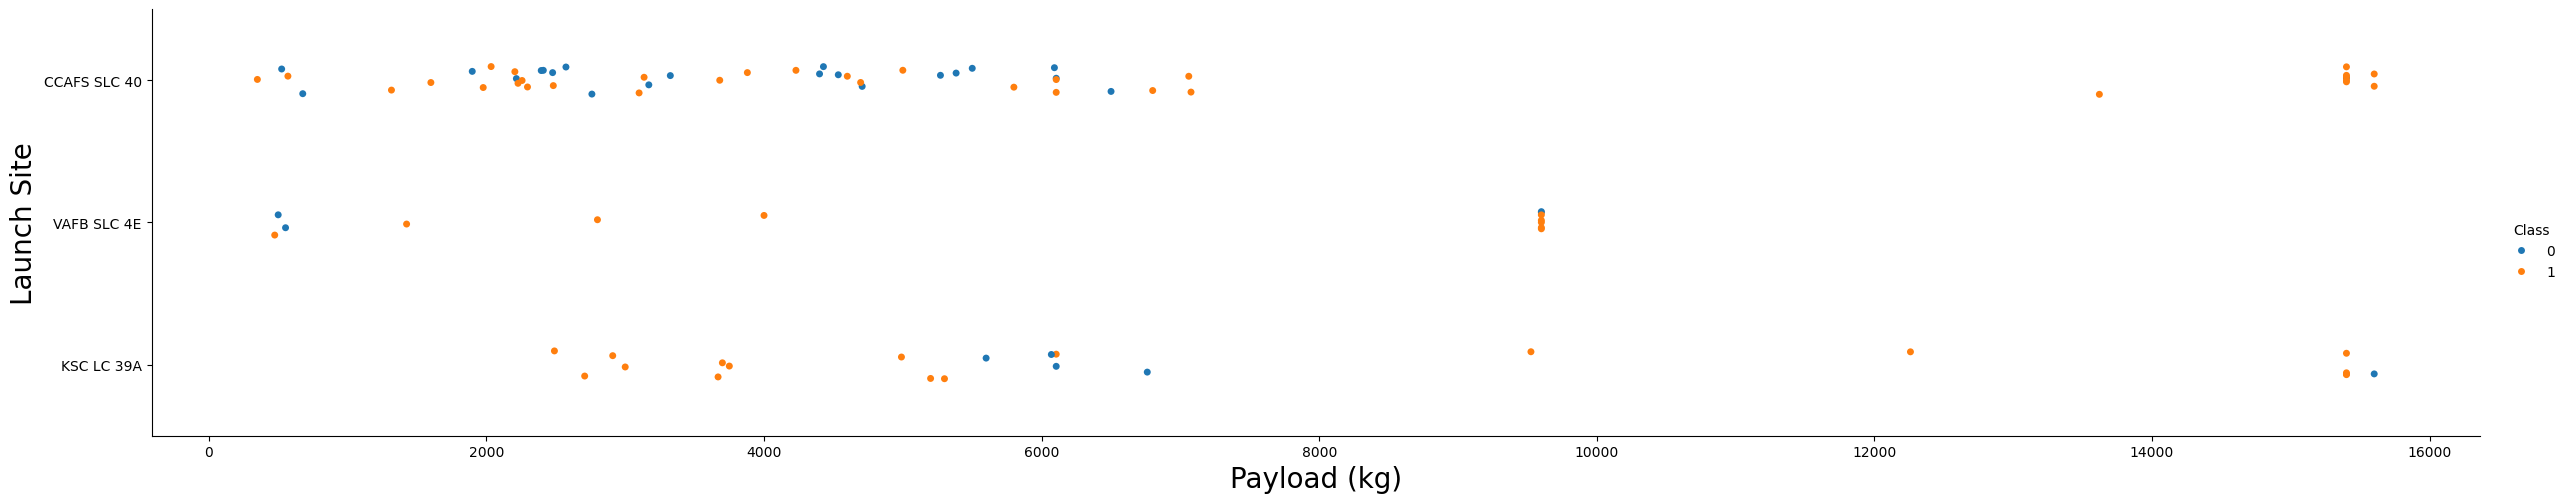 Launch Site
CCAFS SLC 40
VAFB SLC 4E
KSC LC 39A
0 2000 4000 6000 8000 10000 12000 14000 16000
Payload (kg)
Class
0
1